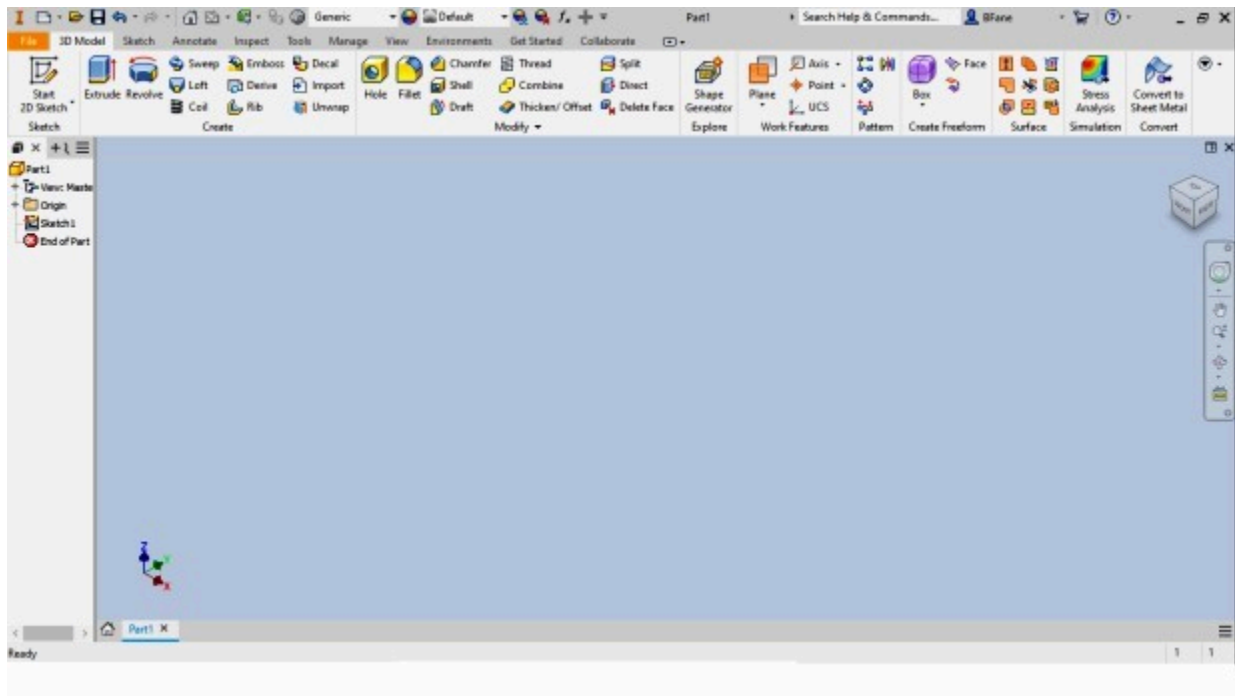 Generic Default Part1 Search Help & Commands... BFane
File 3D Model Sketch Annotate Inspect Tools Manage View Environments Get Started Collaborate
Start 2D Sketch
Extrude Revolve
Sweep Emboss Decal
Loft Derive Import
Coil Rib Unwrap
Hole Fillet
Chamfer Thread Split
Shell Combine Direct
Draft Thicken/ Offset Delete Face
Shape Generator
Plane
Axis
Point
UCS
Box
Face
Stress Analysis
Convert to Sheet Metal
Sketch Create Modify Explore Work Features Pattern Create Freeform Surface Simulation Convert
Part1
View: Maste
Origin
Sketch1
End of Part
Z
Y
X
Part1
Ready 1 1